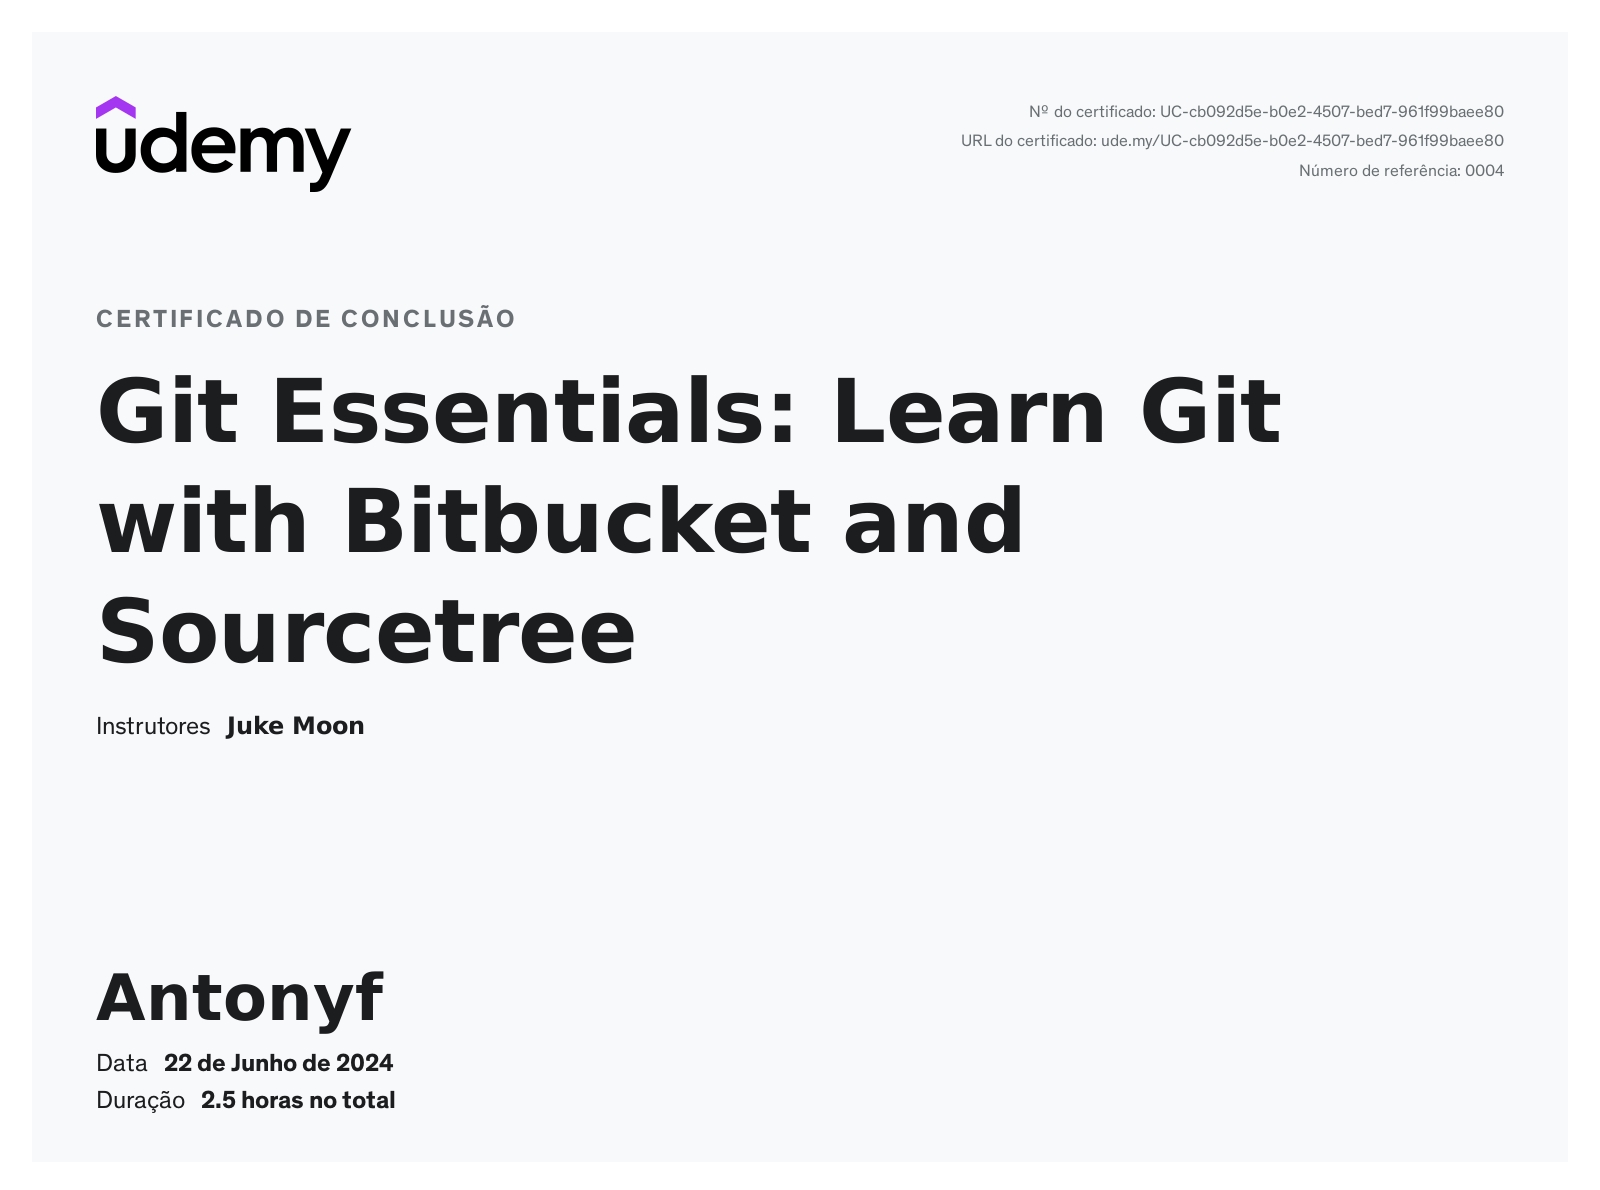 udemy
Nº do certificado: UC-cb092d5e-b0e2-4507-bed7-961f99baee80
URL do certificado: ude.my/UC-cb092d5e-b0e2-4507-bed7-961f99baee80
Número de referência: 0004
CERTIFICADO DE CONCLUSÃO
Git Essentials: Learn Git
with Bitbucket and
Sourcetree
Instrutores Juke Moon
Antonyf
Data 22 de Junho de 2024
Duração 2.5 horas no total